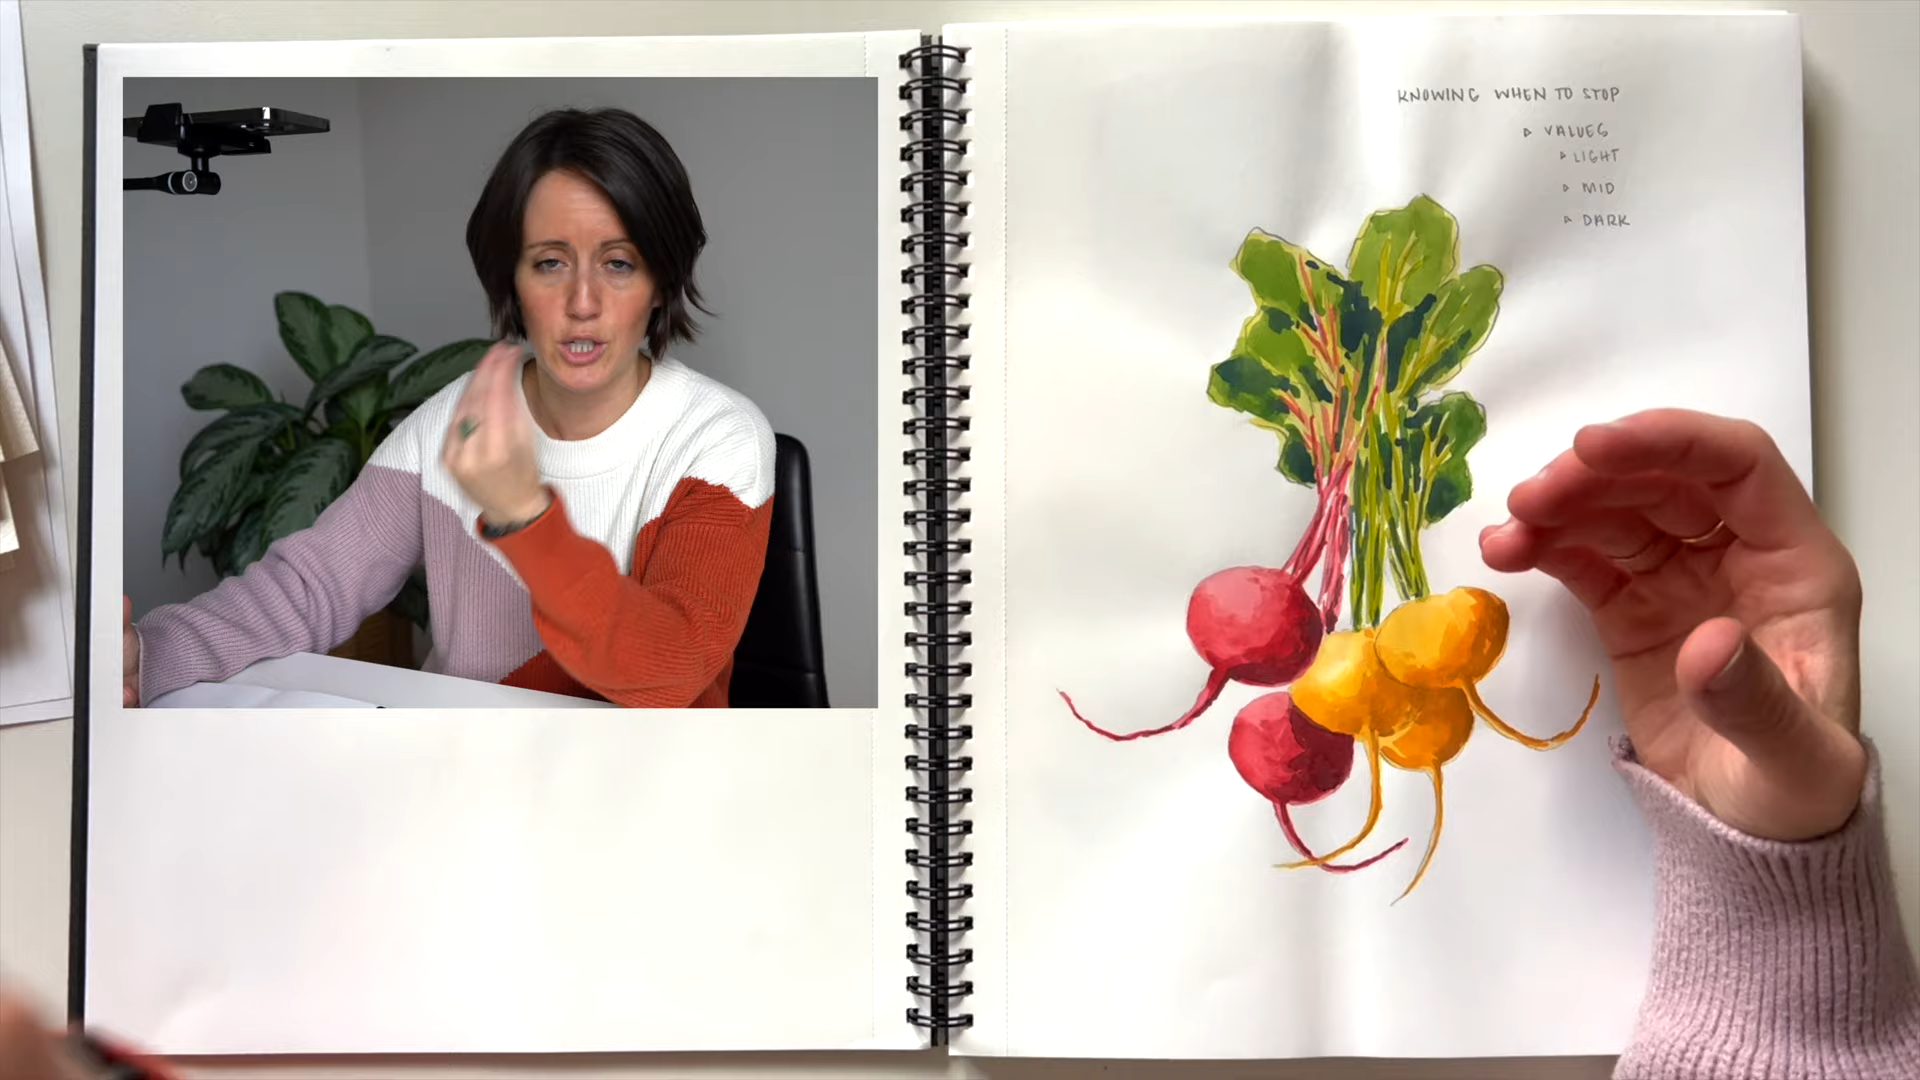 KNOWING WHEN TO STOP
▹ VALUES
▹ LIGHT
▹ MID
▹ DARK